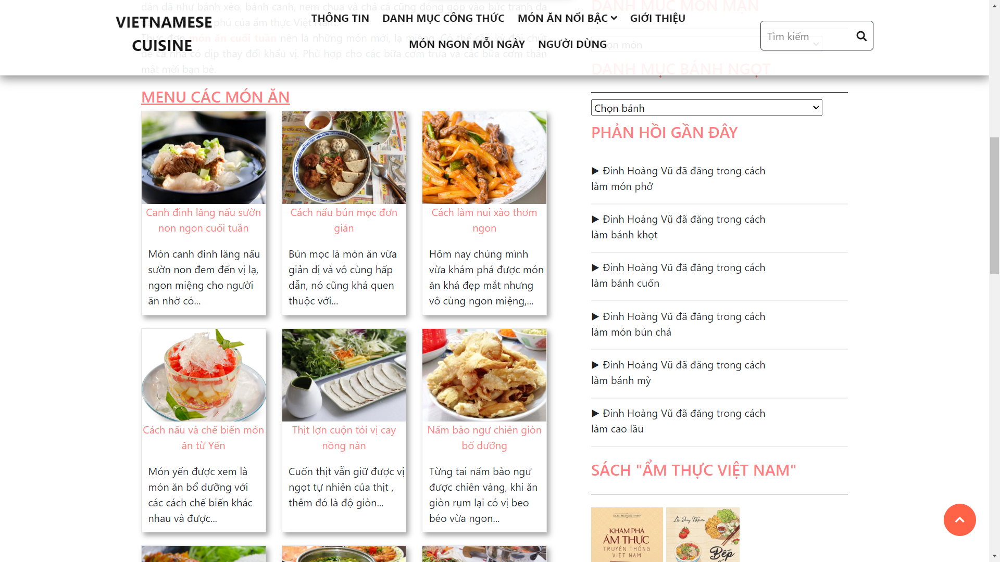 VIETNAMESE
CUISINE
THÔNG TIN DANH MỤC CÔNG THỨC MÓN ĂN NỔI BẬC GIỚI THIỆU
MÓN NGON MỖI NGÀY NGƯỜI DÙNG
Tìm kiếm
dân dã như bánh xèo, bánh canh, nem chua và chả cá cũng đóng góp vào bức tranh đa
phú của ẩm thực Việt Nam.
Thực đơn món ăn cuối tuần nên là những món mới, lạ miệng. Có thể cầu kỳ đôi chút
để cả nhà có dịp thay đổi khẩu vị. Phù hợp cho các bữa cơm trưa và các bữa cơm thân
mật mời bạn bè.
MENU CÁC MÓN ĂN
Canh đinh lăng nấu sườn
non ngon cuối tuần
Món canh đinh lăng nấu
sườn non đem đến vị lạ,
ngon miệng cho người
ăn nhờ có...
Cách nấu bún mọc đơn
giản
Bún mọc là món ăn vừa
giản dị và vô cùng hấp
dẫn, nó cũng khá quen
thuộc với...
Cách làm nui xào thơm
ngon
Hôm nay chúng mình
vừa khám phá được món
ăn khá đẹp mắt nhưng
vô cùng ngon miệng,...
Cách nấu và chế biến món
ăn từ Yến
Món yến được xem là
món ăn bổ dưỡng với
các cách chế biến khác
nhau và được...
Thịt lợn cuộn tỏi vị cay
nồng nàn
Cuốn thịt vẫn giữ được vị
ngọt tự nhiên của thịt ,
thêm đó là độ giòn...
Nấm bào ngư chiên giòn
bổ dưỡng
Từng tai nấm bào ngư
được chiên vàng, khi ăn
giòn rụm lại có vị beo
béo vừa ngon...
DANH MỤC MÓN MẶN
Chọn món
DANH MỤC BÁNH NGỌT
Chọn bánh
PHẢN HỒI GẦN ĐÂY
▶ Đinh Hoàng Vũ đã đăng trong cách
làm món phở
▶ Đinh Hoàng Vũ đã đăng trong cách
làm bánh khọt
▶ Đinh Hoàng Vũ đã đăng trong cách
làm bánh cuốn
▶ Đinh Hoàng Vũ đã đăng trong cách
làm món bún chả
▶ Đinh Hoàng Vũ đã đăng trong cách
làm bánh mỳ
▶ Đinh Hoàng Vũ đã đăng trong cách
làm cao lầu
SÁCH "ẨM THỰC VIỆT NAM"
GS.TS. NGÔ ĐỨC THỊNH
KHÁM PHÁ
ẨM THỰC
TRUYỀN THỐNG
VIỆT NAM
Lê Duy Niệm
Bếp